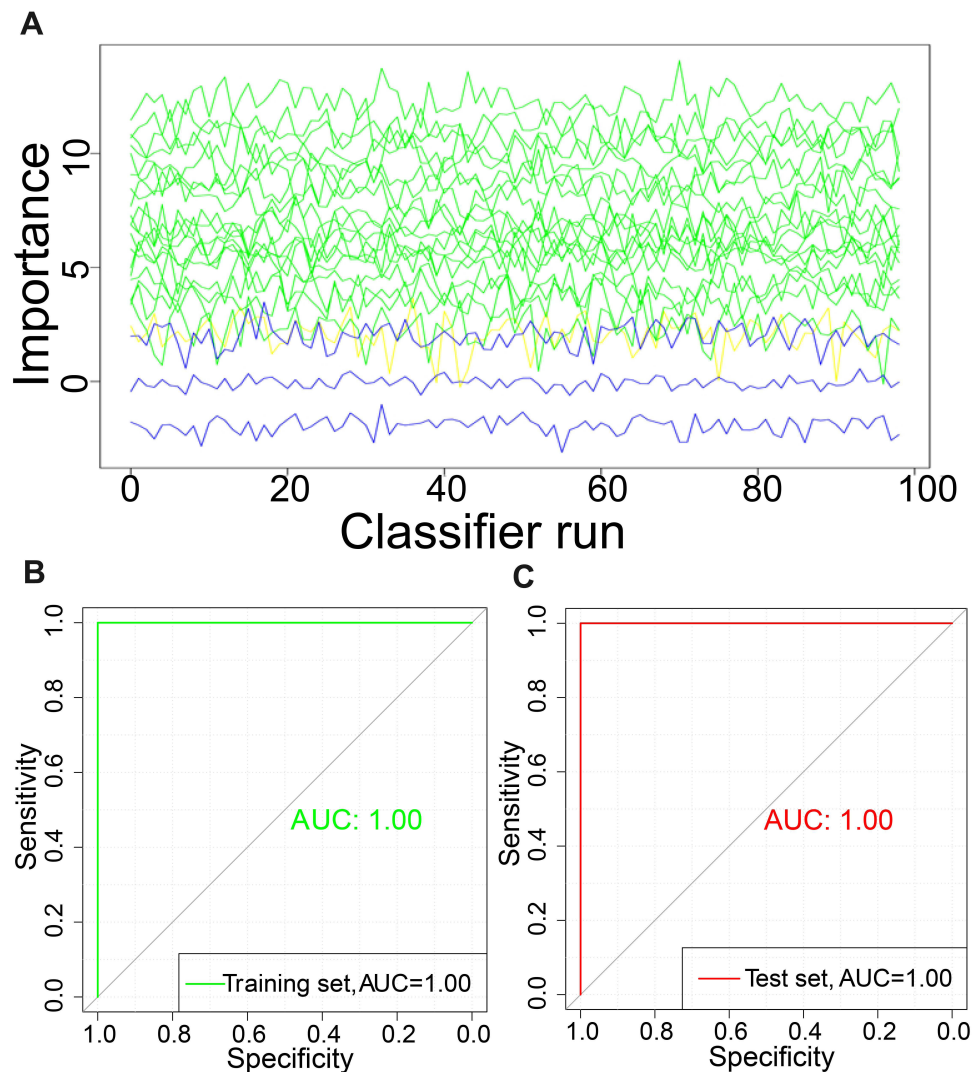 A
Importance
10
5
0
0 20 40 60 80 100
Classifier run
B
Sensitivity
1.0
0.8
0.6
0.4
0.2
0.0
AUC: 1.00
Training set, AUC=1.00
1.0 0.8 0.6 0.4 0.2 0.0
Specificity
C
Sensitivity
1.0
0.8
0.6
0.4
0.2
0.0
AUC: 1.00
Test set, AUC=1.00
1.0 0.8 0.6 0.4 0.2 0.0
Specificity